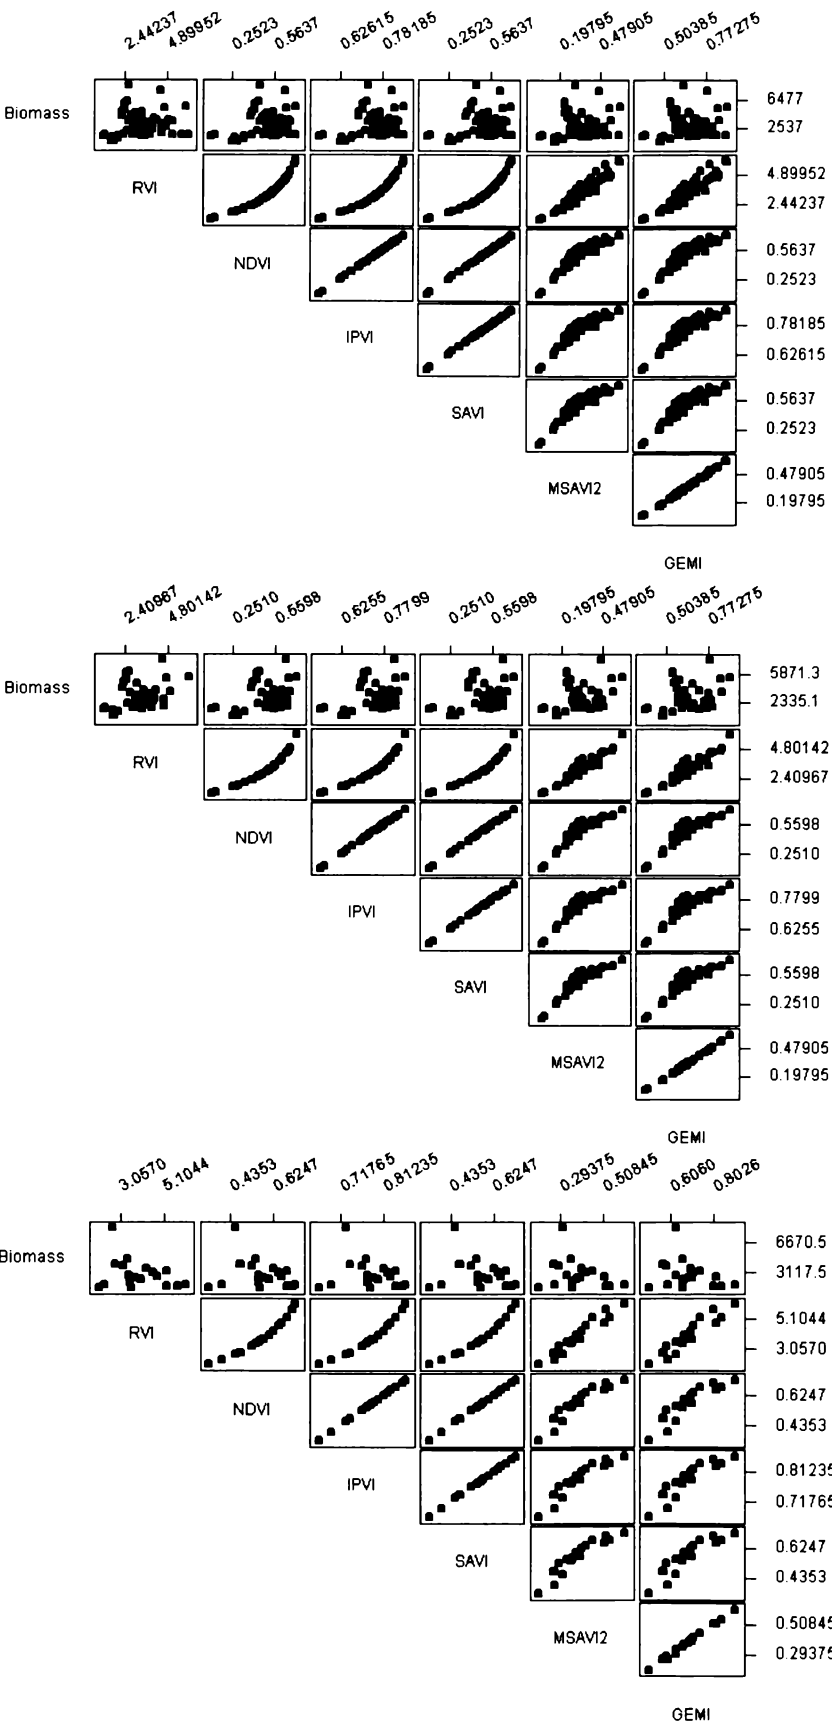 2.44237 4.89952 0.2523 0.5637 0.62615 0.78185 0.2523 0.5637 0.19795 0.47905 0.50385 0.77275
6477
Biomass
2537
4.89952
RVI
2.44237
0.5637
NDVI
0.2523
0.78185
IPVI
0.62615
0.5637
SAVI
0.2523
0.47905
MSAVI2
0.19795
GEMI
2.40967 4.80142 0.2510 0.5598 0.6255 0.7799 0.2510 0.5598 0.19795 0.47905 0.50385 0.77275
5871.3
Biomass
2335.1
4.80142
RVI
2.40967
0.5598
NDVI
0.2510
0.7799
IPVI
0.6255
0.5598
SAVI
0.2510
0.47905
MSAVI2
0.19795
GEMI
3.0570 5.1044 0.4353 0.6247 0.71765 0.81235 0.4353 0.6247 0.29375 0.50845 0.6060 0.8026
6670.5
Biomass
3117.5
5.1044
RVI
3.0570
0.6247
NDVI
0.4353
0.81235
IPVI
0.71765
0.6247
SAVI
0.4353
0.50845
MSAVI2
0.29375
GEMI